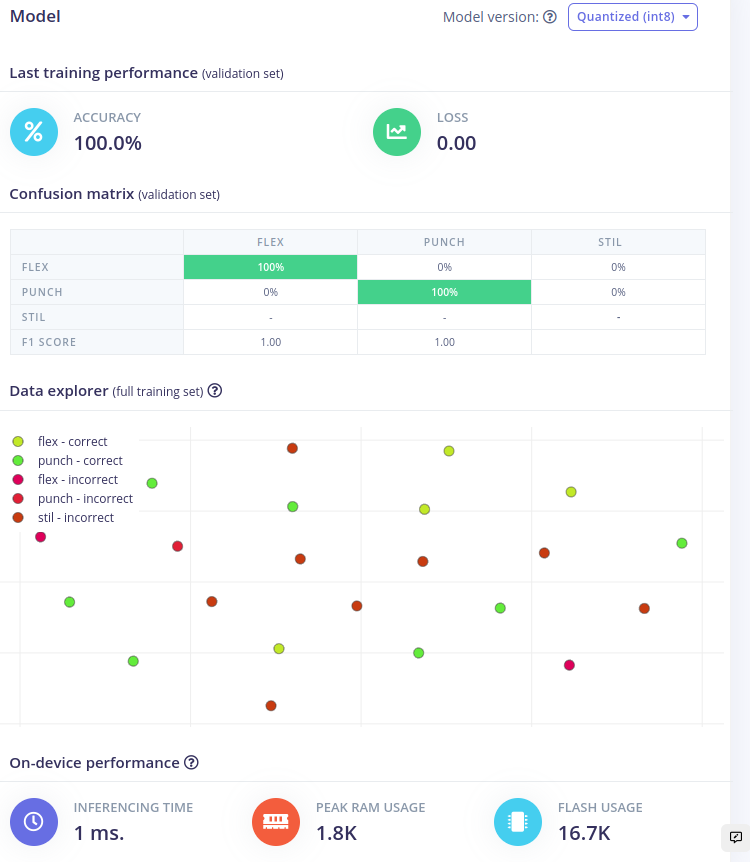 Model
Model version: Quantized (int8)
Last training performance (validation set)
ACCURACY
100.0%
LOSS
0.00
Confusion matrix (validation set)
FLEX PUNCH STIL
FLEX 100% 0% 0%
PUNCH 0% 100% 0%
STIL - - -
F1 SCORE 1.00 1.00
Data explorer (full training set)
flex - correct
punch - correct
flex - incorrect
punch - incorrect
stil - incorrect
On-device performance
INFERENCING TIME
1 ms.
PEAK RAM USAGE
1.8K
FLASH USAGE
16.7K